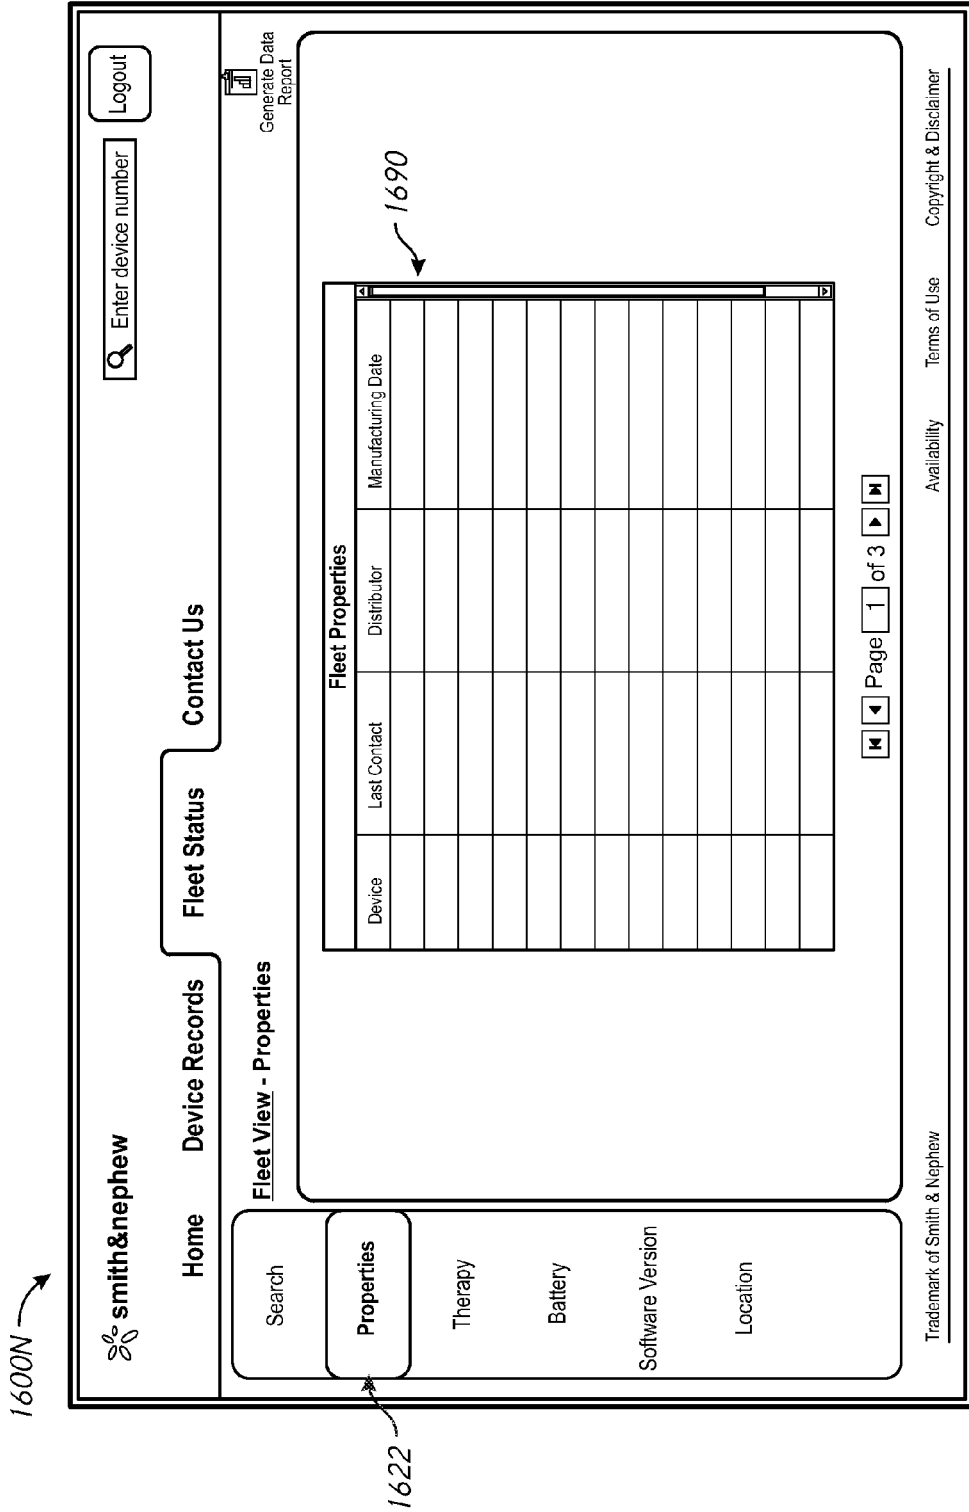 1600N
smith&nephew
Enter device number
Logout
Home Device Records Fleet Status Contact Us
Fleet View - Properties
Generate Data
Report
Search
Properties
Therapy
Battery
Software Version
Location
1622
Fleet Properties
Device Last Contact Distributor Manufacturing Date
1690
Page 1 of 3
Trademark of Smith & Nephew Availability Terms of Use Copyright & Disclaimer